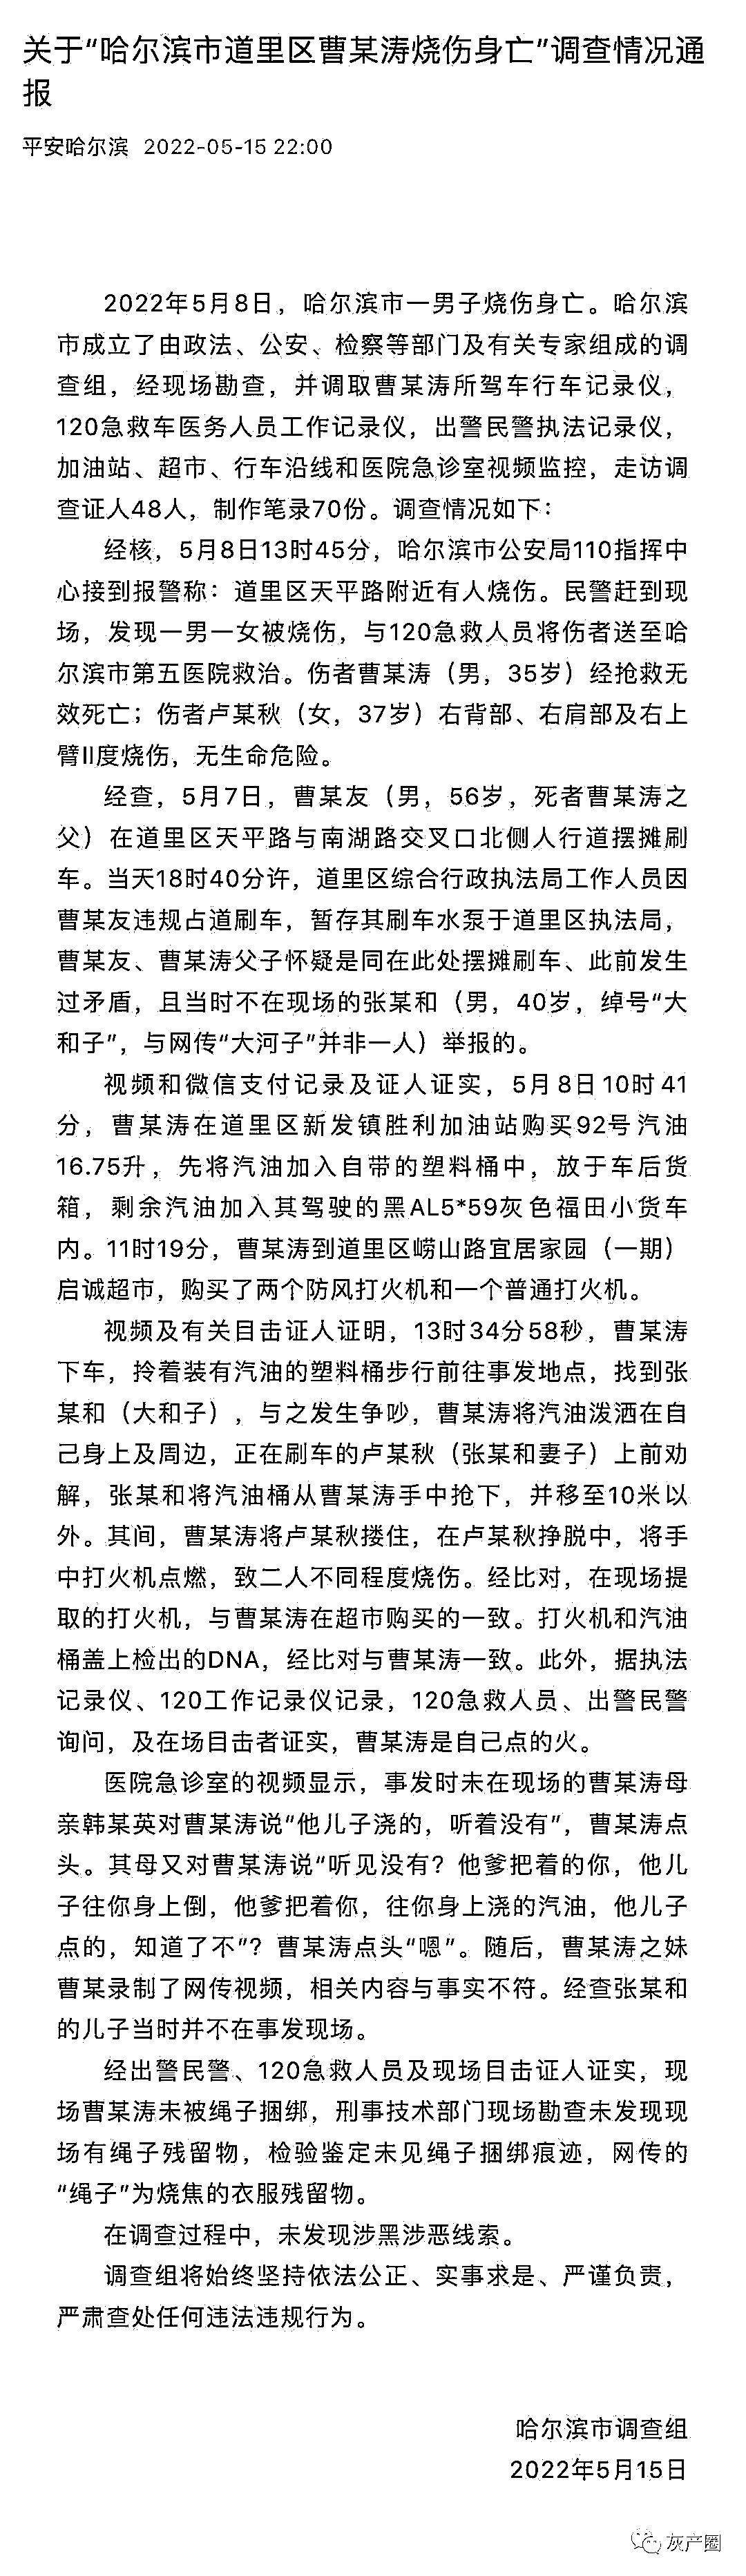 关于“哈尔滨市道里区曹某涛烧伤身亡”调查情况通
报
平安哈尔滨 2022-05-15 22:00
2022年5月8日，哈尔滨市一男子烧伤身亡。哈尔滨
市成立了由政法、公安、检察等部门及有关专家组成的调
查组，经现场勘查，并调取曹某涛所驾车行车记录仪，
120急救车医务人员工作记录仪，出警民警执法记录仪，
加油站、超市、行车沿线和医院急诊室视频监控，走访调
查证人48人，制作笔录70份。调查情况如下：
经核，5月8日13时45分，哈尔滨市公安局110指挥中
心接到报警称：道里区天平路附近有人烧伤。民警赶到现
场，发现一男一女被烧伤，与120急救人员将伤者送至哈
尔滨市第五医院救治。伤者曹某涛（男，35岁）经抢救无
效死亡；伤者卢某秋（女，37岁）右背部、右肩部及右上
臂II度烧伤，无生命危险。
经查，5月7日，曹某友（男，56岁，死者曹某涛之
父）在道里区天平路与南湖路交叉口北侧人行道摆摊刷
车。当天18时40分许，道里区综合行政执法局工作人员因
曹某友违规占道刷车，暂存其刷车水泵于道里区执法局，
曹某友、曹某涛父子怀疑是同在此处摆摊刷车、此前发生
过矛盾，且当时不在现场的张某和（男，40岁，绰号“大
和子”，与网传“大河子”并非一人）举报的。
视频和微信支付记录及证人证实，5月8日10时41
分，曹某涛在道里区新发镇胜利加油站购买92号汽油
16.75升，先将汽油加入自带的塑料桶中，放于车后货
箱，剩余汽油加入其驾驶的黑AL5*59灰色福田小货车
内。11时19分，曹某涛到道里区崂山路宜居家园（一期）
启诚超市，购买了两个防风打火机和一个普通打火机。
视频及有关目击证人证明，13时34分58秒，曹某涛
下车，拎着装有汽油的塑料桶步行前往事发地点，找到张
某和（大和子），与之发生争吵，曹某涛将汽油泼洒在自
己身上及周边，正在刷车的卢某秋（张某和妻子）上前劝
解，张某和将汽油桶从曹某涛手中抢下，并移至10米以
外。其间，曹某涛将卢某秋搂住，在卢某秋挣脱中，将手
中打火机点燃，致二人不同程度烧伤。经比对，在现场提
取的打火机，与曹某涛在超市购买的一致。打火机和汽油
桶盖上检出的DNA，经比对与曹某涛一致。此外，据执法
记录仪、120工作记录仪记录，120急救人员、出警民警
询问，及在场目击者证实，曹某涛是自己点的火。
医院急诊室的视频显示，事发时未在现场的曹某涛母
亲韩某英对曹某涛说“他儿子浇的，听着没有”，曹某涛点
头。其母又对曹某涛说“听见没有？他爹把着的你，他儿
子往你身上倒，他爹把着你，往你身上浇的汽油，他儿子
点的，知道了不”？曹某涛点头“嗯”。随后，曹某涛之妹
曹某录制了网传视频，相关内容与事实不符。经查张某和
的儿子当时并不在事发现场。
经出警民警、120急救人员及现场目击证人证实，现
场曹某涛未被绳子捆绑，刑事技术部门现场勘查未发现现
场有绳子残留物，检验鉴定未见绳子捆绑痕迹，网传的
“绳子”为烧焦的衣服残留物。
在调查过程中，未发现涉黑涉恶线索。
调查组将始终坚持依法公正、实事求是、严谨负责，
严肃查处任何违法违规行为。
哈尔滨市调查组
2022年5月15日
灰产圈